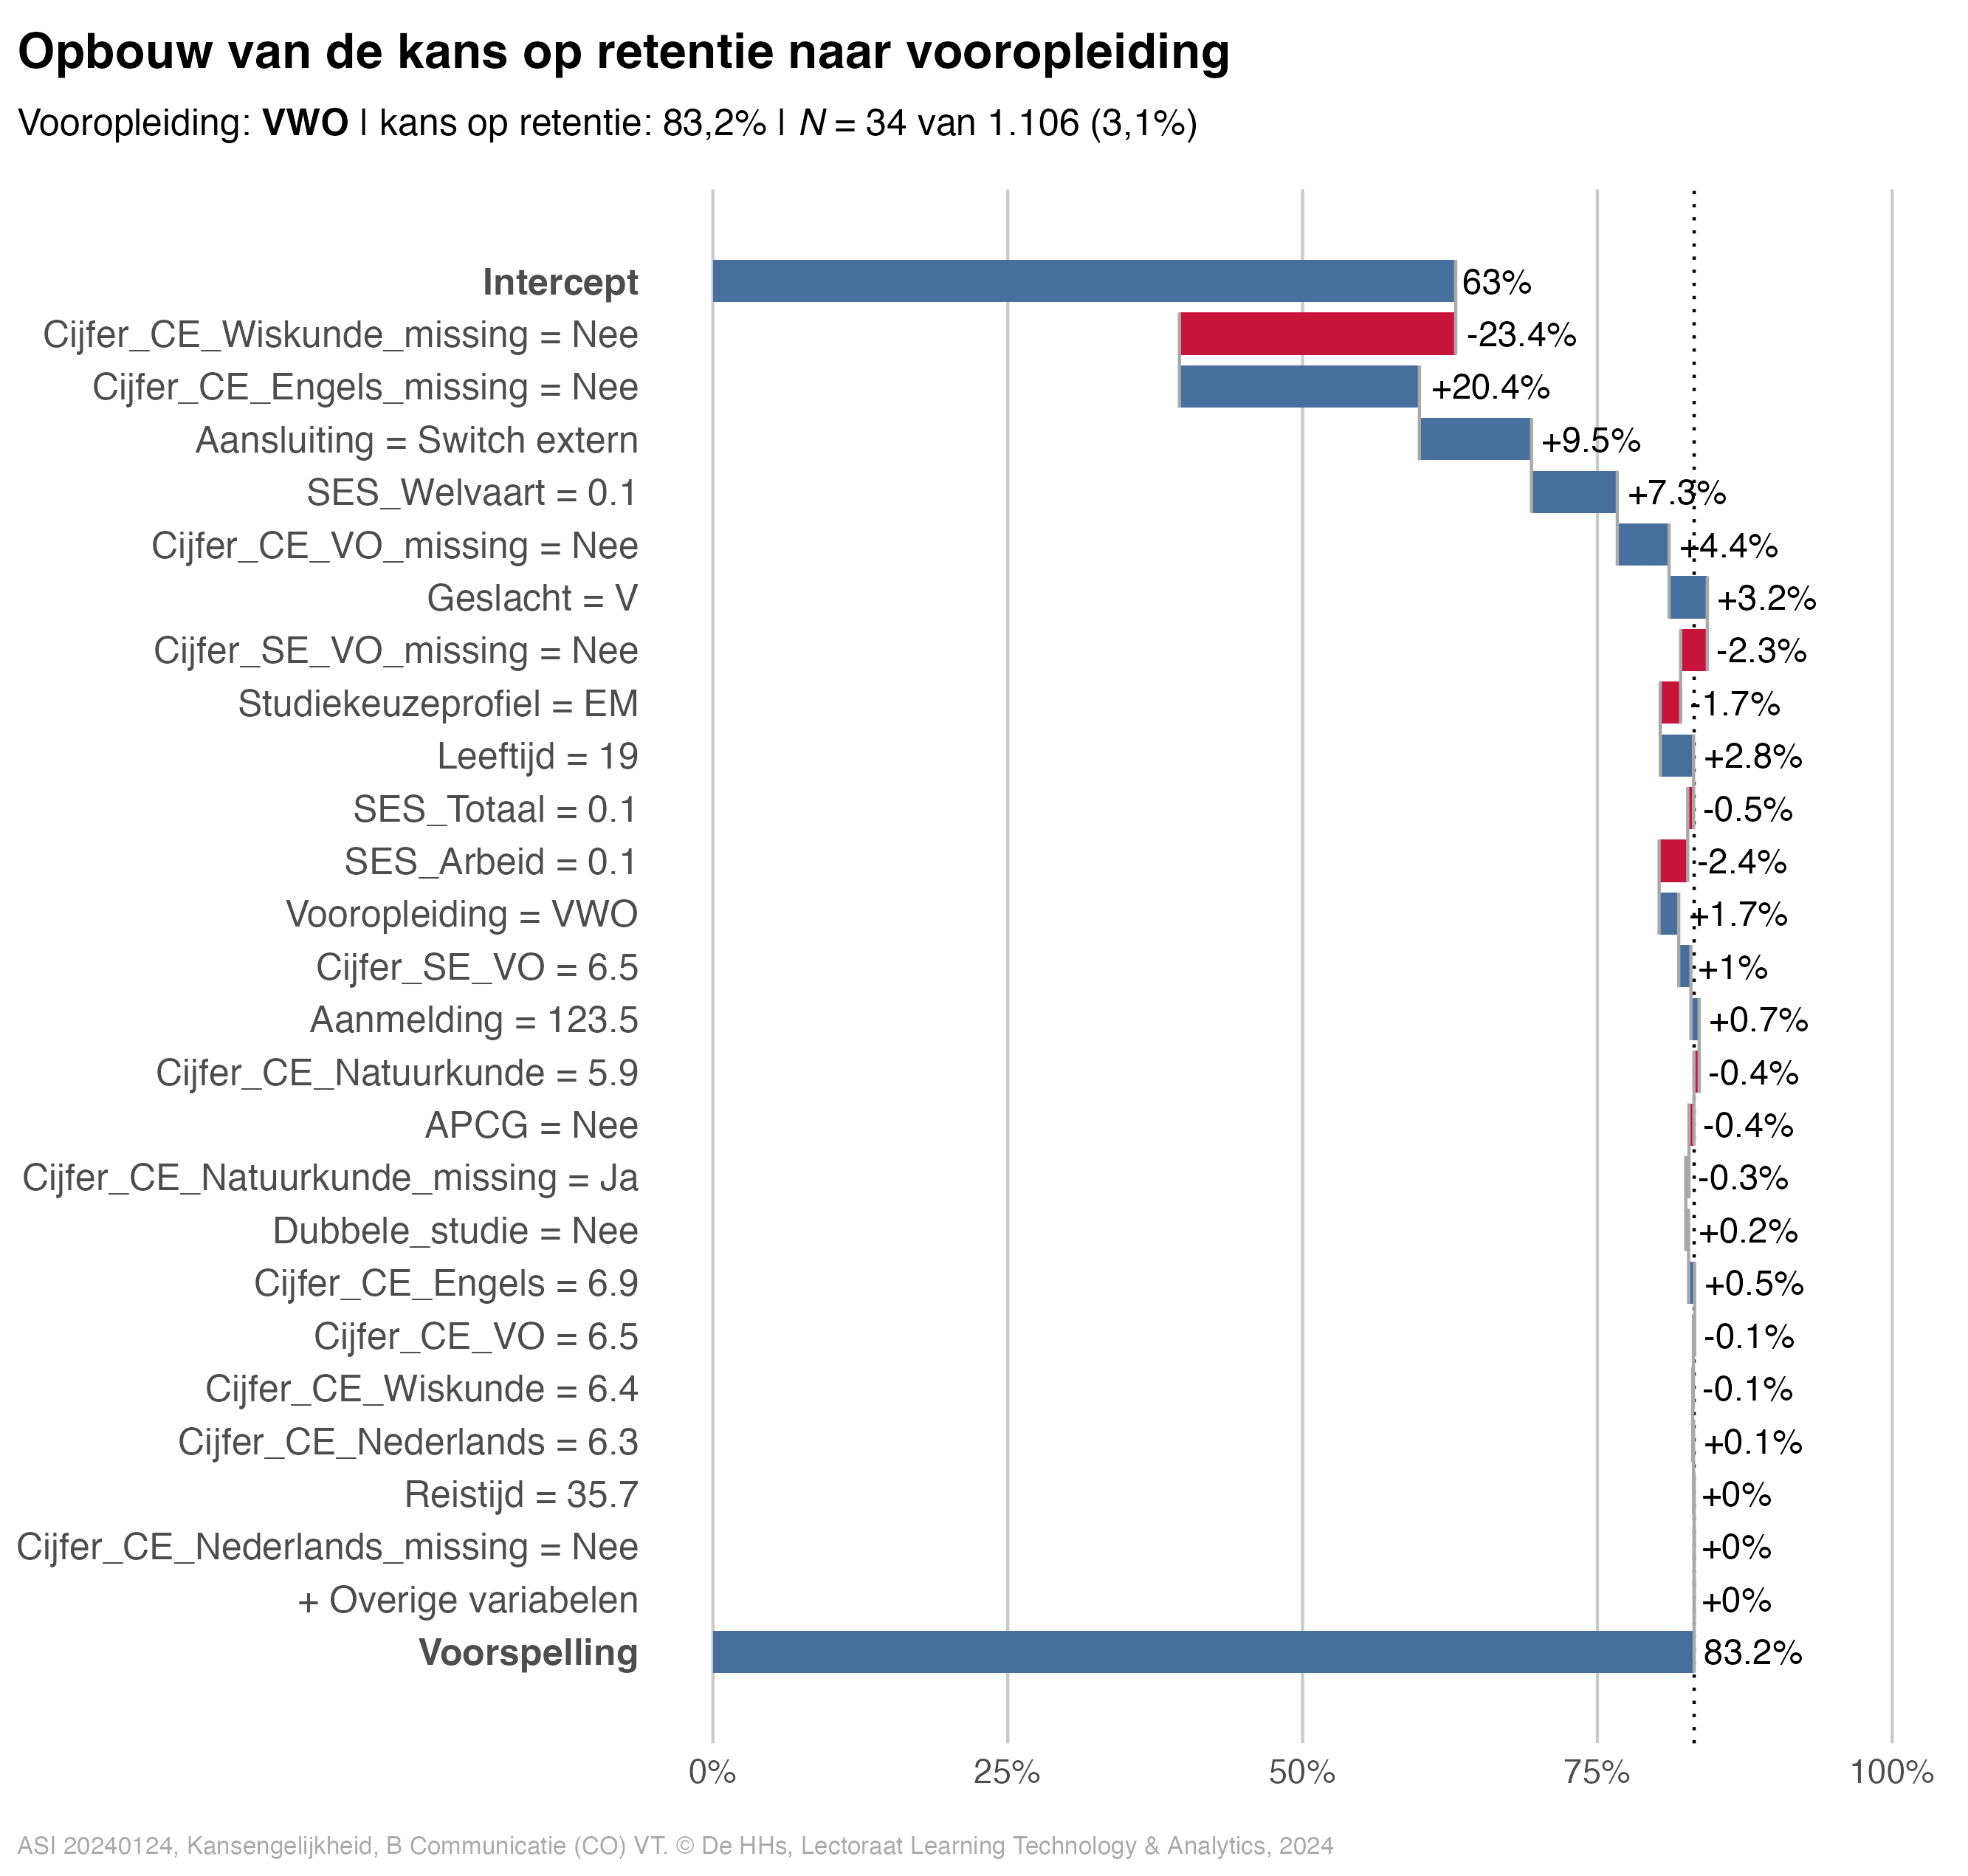 Opbouw van de kans op retentie naar vooropleiding
Vooropleiding: VWO | kans op retentie: 83,2% | N = 34 van 1.106 (3,1%)
Intercept 63%
Cijfer_CE_Wiskunde_missing = Nee -23.4%
Cijfer_CE_Engels_missing = Nee +20.4%
Aansluiting = Switch extern +9.5%
SES_Welvaart = 0.1 +7.3%
Cijfer_CE_VO_missing = Nee +4.4%
Geslacht = V +3.2%
Cijfer_SE_VO_missing = Nee -2.3%
Studiekeuzeprofiel = EM -1.7%
Leeftijd = 19 +2.8%
SES_Totaal = 0.1 -0.5%
SES_Arbeid = 0.1 -2.4%
Vooropleiding = VWO +1.7%
Cijfer_SE_VO = 6.5 +1%
Aanmelding = 123.5 +0.7%
Cijfer_CE_Natuurkunde = 5.9 -0.4%
APCG = Nee -0.4%
Cijfer_CE_Natuurkunde_missing = Ja -0.3%
Dubbele_studie = Nee +0.2%
Cijfer_CE_Engels = 6.9 +0.5%
Cijfer_CE_VO = 6.5 -0.1%
Cijfer_CE_Wiskunde = 6.4 -0.1%
Cijfer_CE_Nederlands = 6.3 +0.1%
Reistijd = 35.7 +0%
Cijfer_CE_Nederlands_missing = Nee +0%
+ Overige variabelen +0%
Voorspelling 83.2%
0% 25% 50% 75% 100%
ASI 20240124, Kansengelijkheid, B Communicatie (CO) VT. © De HHs, Lectoraat Learning Technology & Analytics, 2024